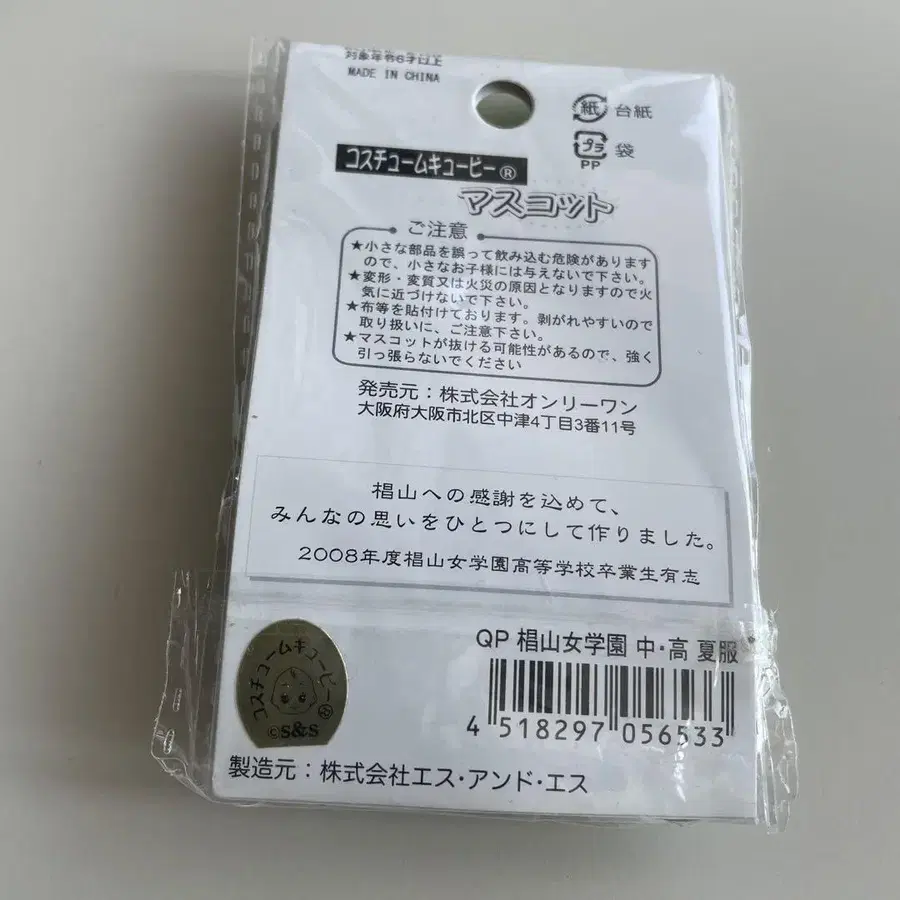 対象年令6才以上
MADE IN CHINA
紙 台紙
プラ 袋
PP
コスチュームキューピー®
マスコット
ご注意
★小さな部品を誤って飲み込む危険があります
ので、小さなお子様には与えないで下さい。
★変形・変質又は火災の原因となりますので火
気に近づけないで下さい。
★布等を貼付けております。剥がれやすいので
取り扱いに、ご注意下さい。
★マスコットが抜ける可能性があるので、強く
引っ張らないでください
発売元：株式会社オンリーワン
大阪府大阪市北区中津4丁目3番11号
椙山への感謝を込めて、
みんなの思いをひとつにして作りました。
2008年度椙山女学園高等学校卒業生有志
QP 椙山女学園 中・高 夏服
4 518297 056533
コスチュームキューピー®
©S&S
製造元：株式会社エス・アンド・エス